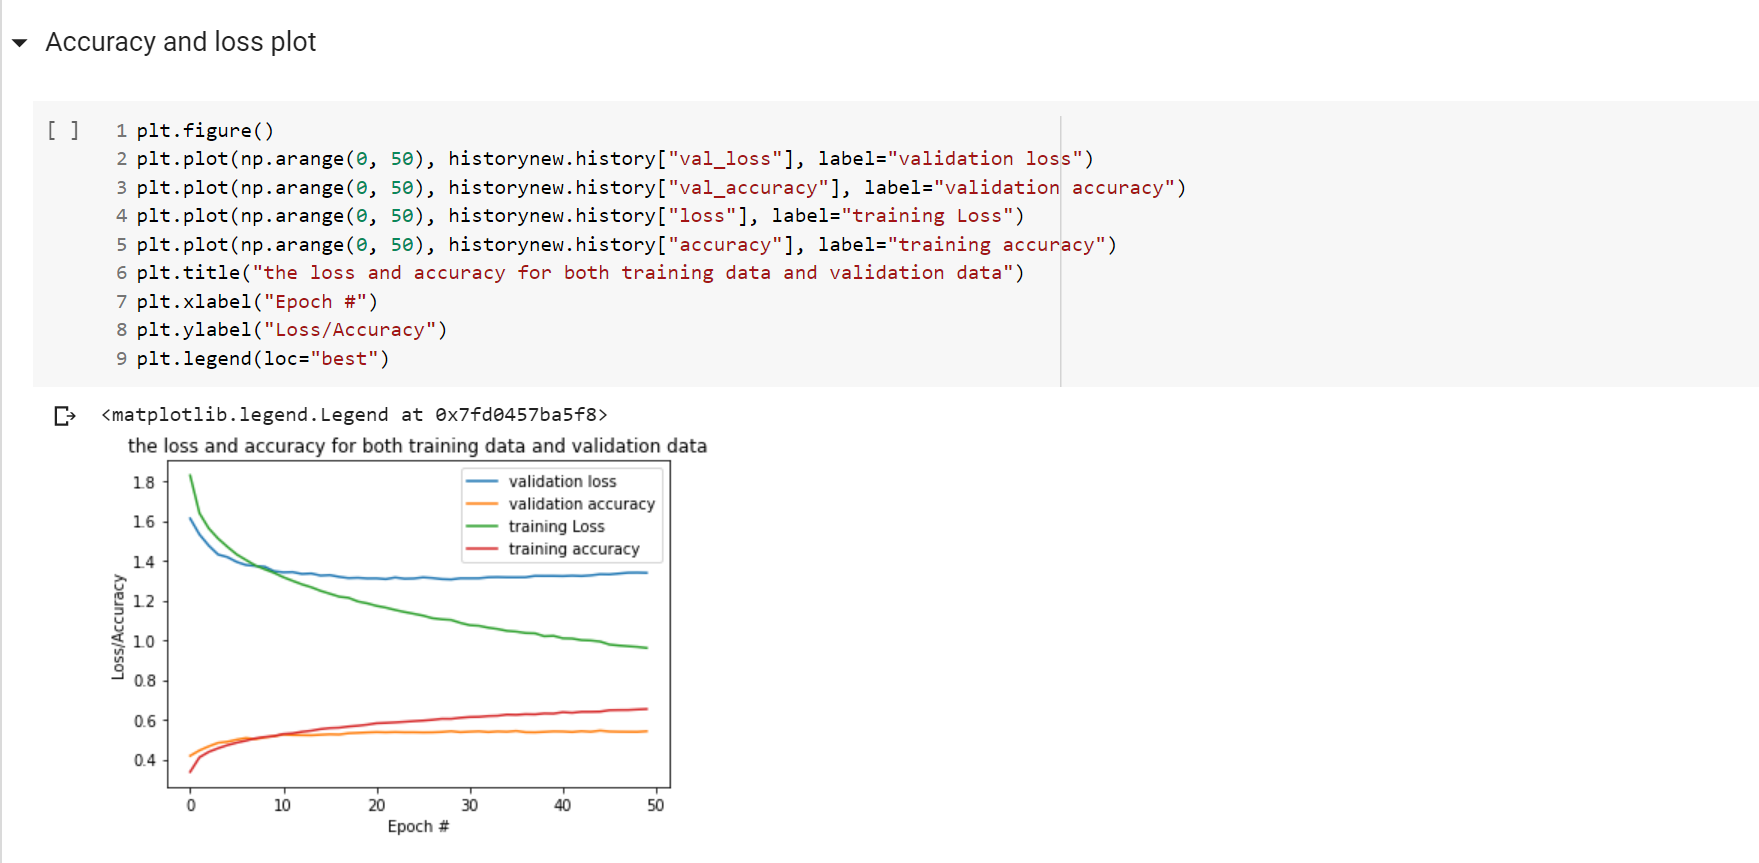 Accuracy and loss plot
[ ]
1 plt.figure()
2 plt.plot(np.arange(0, 50), historynew.history["val_loss"], label="validation loss")
3 plt.plot(np.arange(0, 50), historynew.history["val_accuracy"], label="validation accuracy")
4 plt.plot(np.arange(0, 50), historynew.history["loss"], label="training Loss")
5 plt.plot(np.arange(0, 50), historynew.history["accuracy"], label="training accuracy")
6 plt.title("the loss and accuracy for both training data and validation data")
7 plt.xlabel("Epoch #")
8 plt.ylabel("Loss/Accuracy")
9 plt.legend(loc="best")
<matplotlib.legend.Legend at 0x7fd0457ba5f8>
the loss and accuracy for both training data and validation data
validation loss
validation accuracy
training Loss
training accuracy
1.8
1.6
1.4
1.2
1.0
0.8
0.6
0.4
Loss/Accuracy
0 10 20 30 40 50
Epoch #